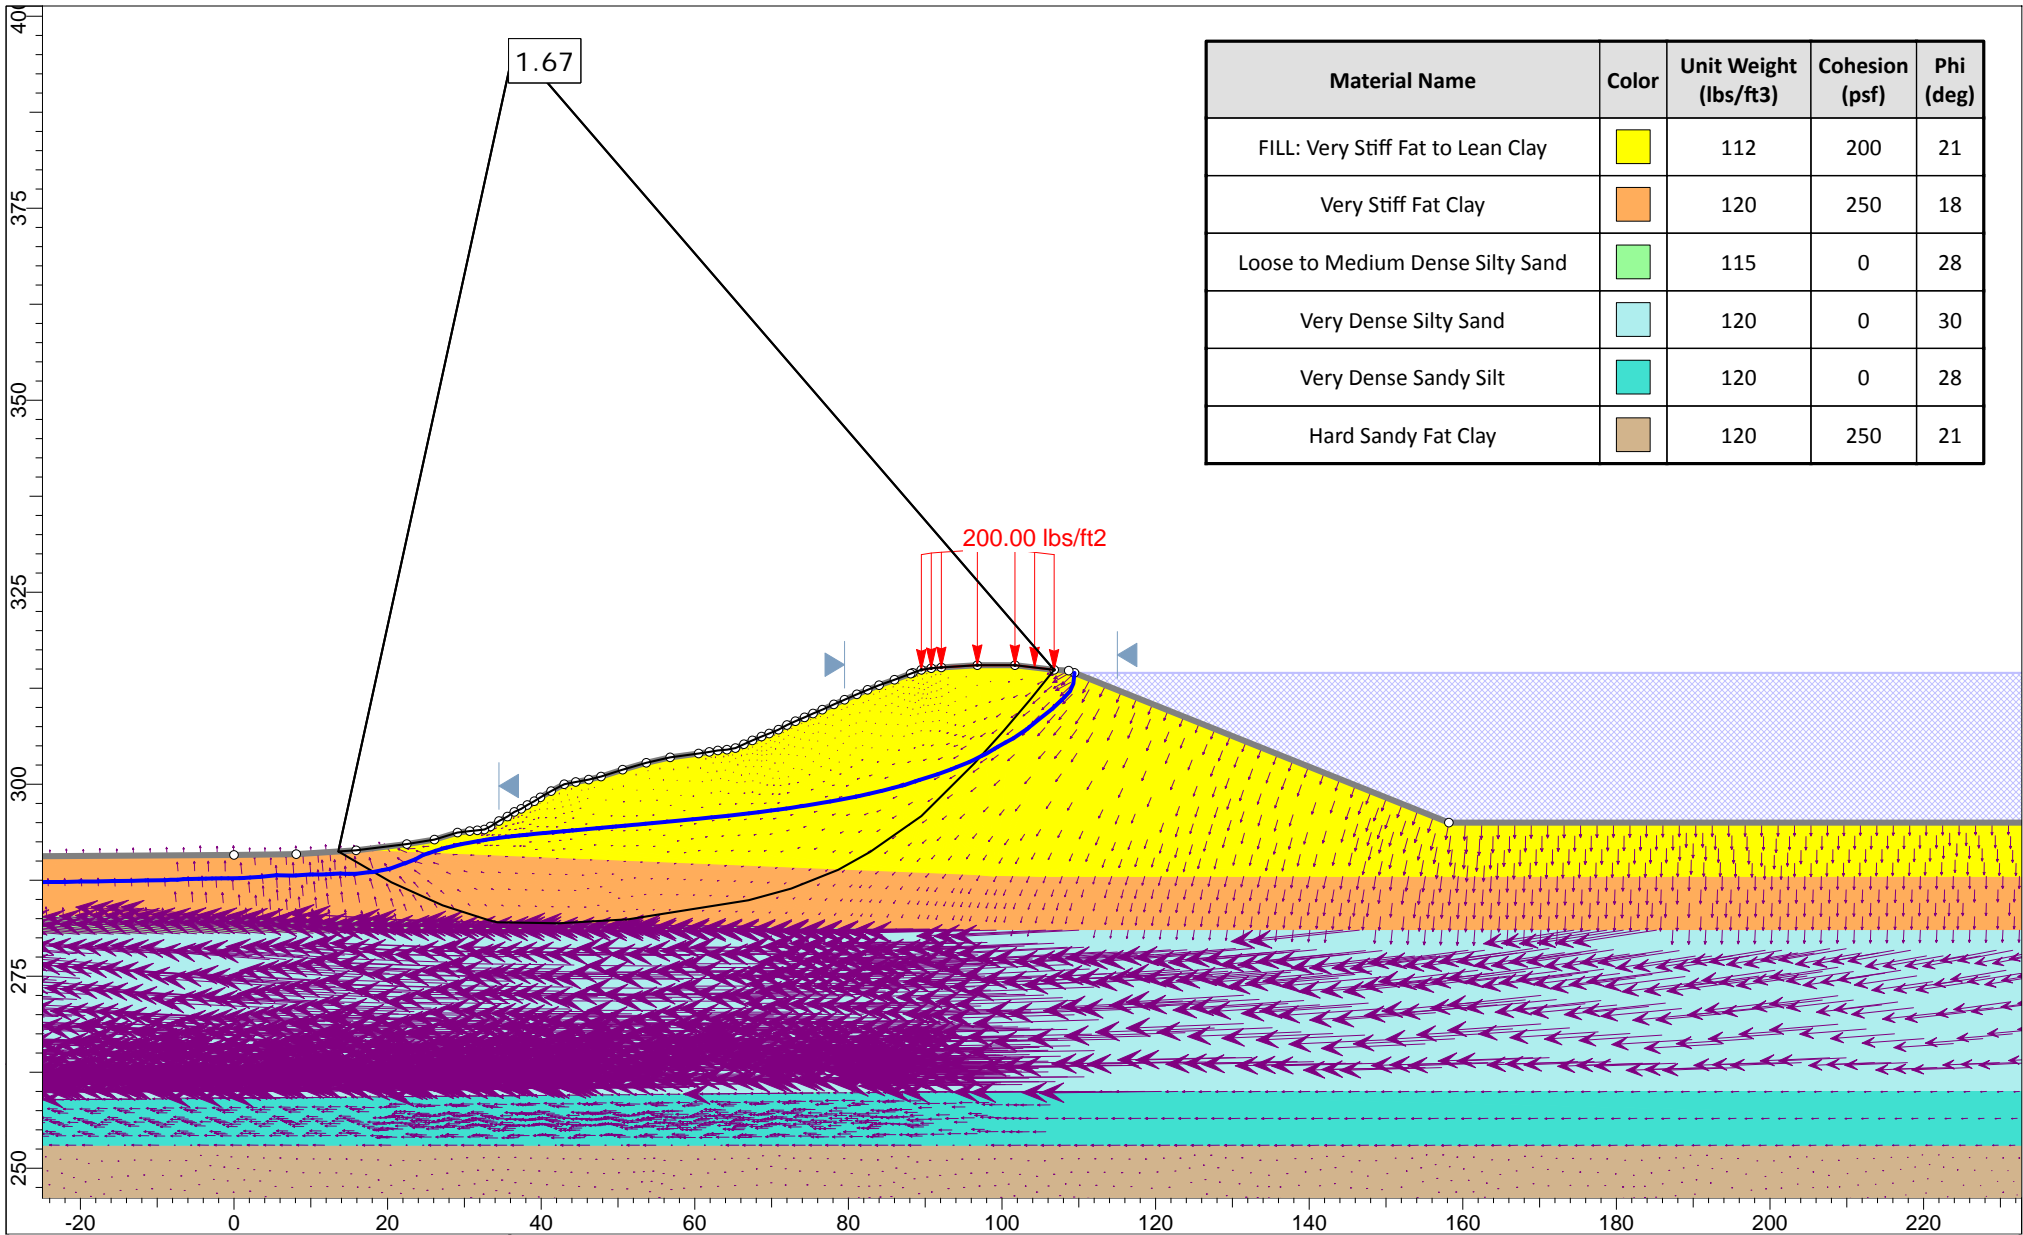 400
1.67
Material Name Color Unit Weight (lbs/ft3) Cohesion (psf) Phi (deg)
FILL: Very Stiff Fat to Lean Clay 112 200 21
Very Stiff Fat Clay 120 250 18
Loose to Medium Dense Silty Sand 115 0 28
Very Dense Silty Sand 120 0 30
Very Dense Sandy Silt 120 0 28
Hard Sandy Fat Clay 120 250 21
375
350
200.00 lbs/ft2
325
300
275
250
-20 0 20 40 60 80 100 120 140 160 180 200 220